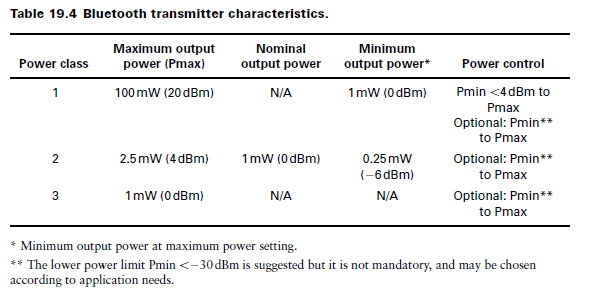 Table 19.4 Bluetooth transmitter characteristics.
Power class Maximum output power (Pmax) Nominal output power Minimum output power* Power control
1 100 mW (20 dBm) N/A 1 mW (0 dBm) Pmin <4 dBm to
Pmax
Optional: Pmin**
to Pmax
2 2.5 mW (4 dBm) 1 mW (0 dBm) 0.25 mW Optional: Pmin**
(−6 dBm) to Pmax
3 1 mW (0 dBm) N/A N/A Optional: Pmin**
to Pmax
* Minimum output power at maximum power setting.
** The lower power limit Pmin <−30 dBm is suggested but it is not mandatory, and may be chosen
according to application needs.